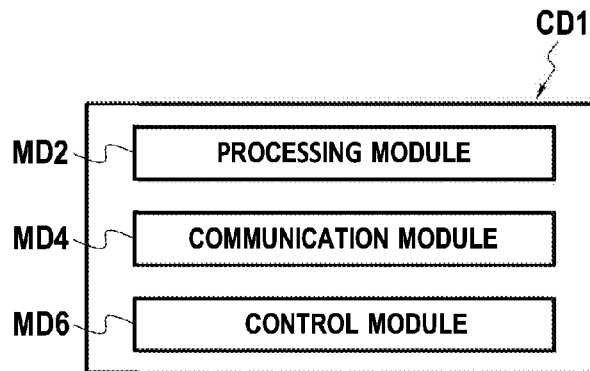 CD1
MD2 PROCESSING MODULE
MD4 COMMUNICATION MODULE
MD6 CONTROL MODULE